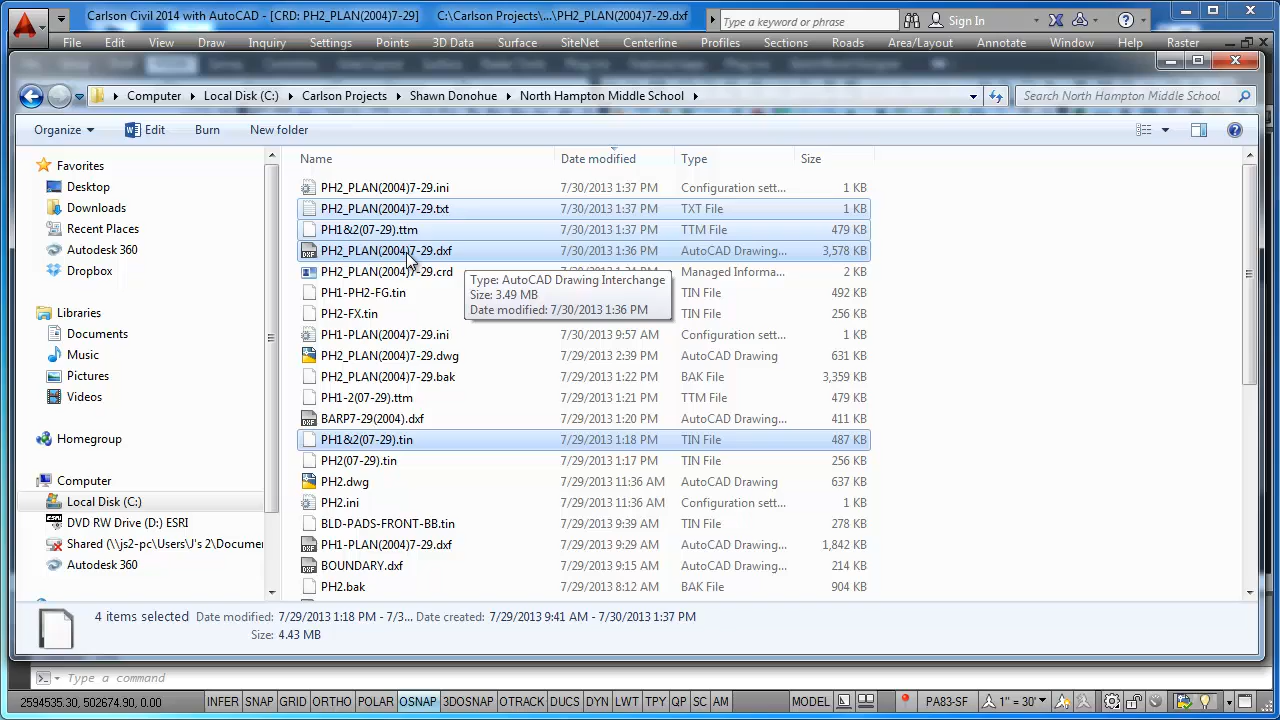 Carlson Civil 2014 with AutoCAD - [CRD: PH2_PLAN(2004)7-29] C:\Carlson Projects\...\PH2_PLAN(2004)7-29.dxf Type a keyword or phrase Sign In
File Edit View Draw Inquiry Settings Points 3D Data Surface SiteNet Centerline Profiles Sections Roads Area/Layout Annotate Window Help Raster
Computer Local Disk (C:) Carlson Projects Shawn Donohue North Hampton Middle School Search North Hampton Middle School
Organize Edit Burn New folder
Name Date modified Type Size
Favorites
Desktop
Downloads
Recent Places
Autodesk 360
Dropbox
Libraries
Documents
Music
Pictures
Videos
Homegroup
Computer
Local Disk (C:)
DVD RW Drive (D:) ESRI
Shared (\\js2-pc\Users\J's 2\Docume
Autodesk 360
PH2_PLAN(2004)7-29.ini 7/30/2013 1:37 PM Configuration sett... 1 KB
PH2_PLAN(2004)7-29.txt 7/30/2013 1:37 PM TXT File 1 KB
PH1&2(07-29).ttm 7/30/2013 1:37 PM TTM File 479 KB
PH2_PLAN(2004)7-29.dxf 7/30/2013 1:36 PM AutoCAD Drawing... 3,578 KB
PH2_PLAN(2004)7-29.crd Managed Informa... 2 KB
PH1-PH2-FG.tin TIN File 492 KB
PH2-FX.tin TIN File 256 KB
Type: AutoCAD Drawing Interchange
Size: 3.49 MB
Date modified: 7/30/2013 1:36 PM
PH1-PLAN(2004)7-29.ini 7/30/2013 9:57 AM Configuration sett... 1 KB
PH2_PLAN(2004)7-29.dwg 7/29/2013 2:39 PM AutoCAD Drawing 631 KB
PH2_PLAN(2004)7-29.bak 7/29/2013 1:22 PM BAK File 3,359 KB
PH1-2(07-29).ttm 7/29/2013 1:21 PM TTM File 479 KB
BARP7-29(2004).dxf 7/29/2013 1:20 PM AutoCAD Drawing... 411 KB
PH1&2(07-29).tin 7/29/2013 1:18 PM TIN File 487 KB
PH2(07-29).tin 7/29/2013 1:17 PM TIN File 256 KB
PH2.dwg 7/29/2013 11:36 AM AutoCAD Drawing 637 KB
PH2.ini 7/29/2013 11:36 AM Configuration sett... 1 KB
BLD-PADS-FRONT-BB.tin 7/29/2013 9:39 AM TIN File 278 KB
PH1-PLAN(2004)7-29.dxf 7/29/2013 9:29 AM AutoCAD Drawing... 1,842 KB
BOUNDARY.dxf 7/29/2013 9:15 AM AutoCAD Drawing... 214 KB
PH2.bak 7/29/2013 8:12 AM BAK File 904 KB
4 items selected Date modified: 7/29/2013 1:18 PM - 7/3... Date created: 7/29/2013 9:41 AM - 7/30/2013 1:37 PM
Size: 4.43 MB
Type a command
2594535.30, 502674.90, 0.00 INFER SNAP GRID ORTHO POLAR OSNAP 3DOSNAP OTRACK DUCS DYN LWT TPY QP SC AM MODEL PA83-SF 1" = 30'